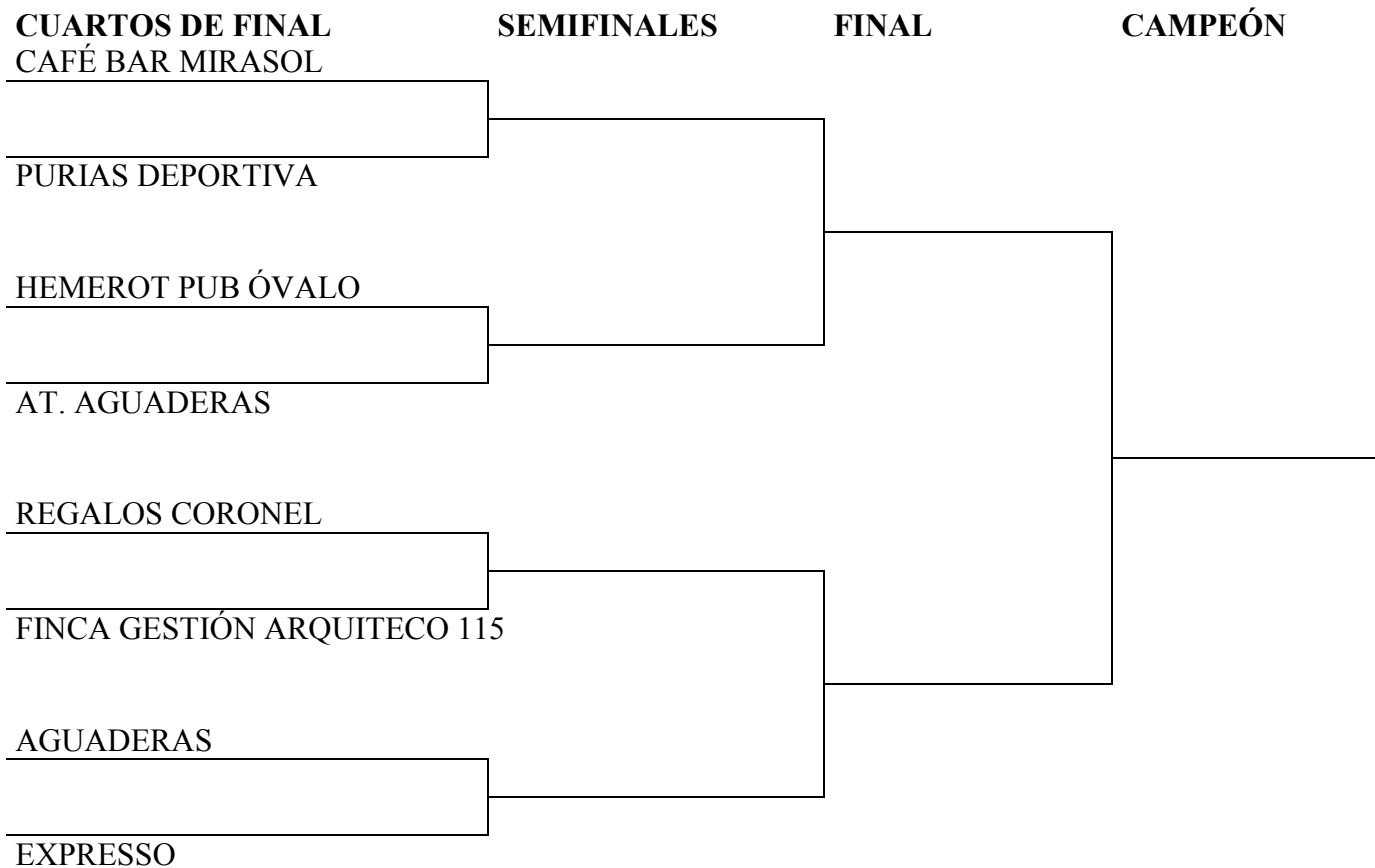 CUARTOS DE FINAL SEMIFINALES FINAL CAMPEÓN
CAFÉ BAR MIRASOL
PURIAS DEPORTIVA
HEMEROT PUB ÓVALO
AT. AGUADERAS
REGALOS CORONEL
FINCA GESTIÓN ARQUITECO 115
AGUADERAS
EXPRESSO